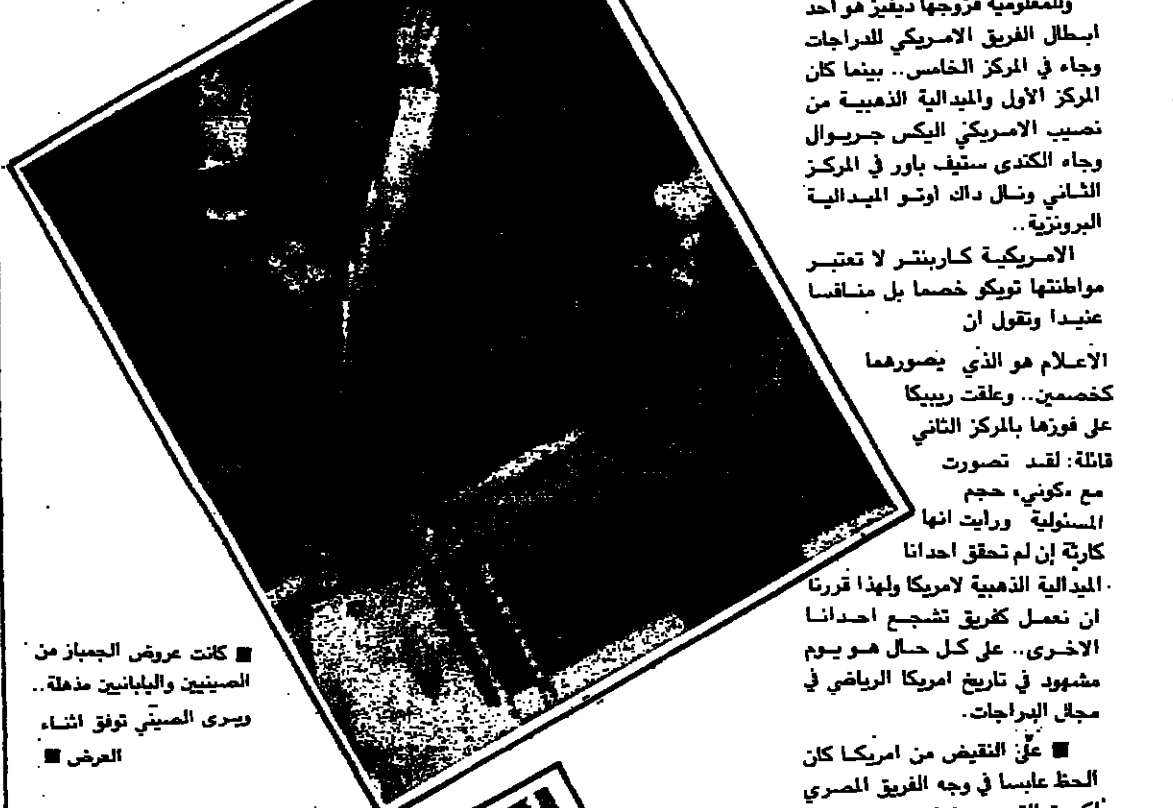 وللمعلومية فزوجها ديفيز هو احد
ابطال الفريق الامريكي للدراجات
وجاء في المركز الخامس.. بينما كان
المركز الأول والميدالية الذهبية من
نصيب الامريكي اليكس جريوال
وجاء الكندى ستيف باور في المركز
الثاني ونال داك اوتو الميدالية
البرونزية..
الامريكية كاربنتر لا تعتبر
مواطنتها تويكو خصما بل منافسا
عنيدا وتقول ان
الاعلام هو الذي يصورهما
كخصمين.. وعلقت ريبيكا
على فوزها بالمركز الثاني
قائلة: لقد تصورت
مع «كوني» حجم
المسئولية ورأيت انها
كارثة إن لم تحقق احدانا
الميدالية الذهبية لامريكا ولهذا قررنا
ان نعمل كفريق تشجع احدانا
الاخرى.. على كل حال هو يوم
مشهود في تاريخ امريكا الرياضي في
مجال الدراجات.
■ على النقيض من امريكا كان
الحظ عابسا في وجه الفريق المصري
■ كانت عروض الجمباز من
الصينيين واليابانيين مذهلة..
ويرى الصيني توفق اثناء
العرض ■